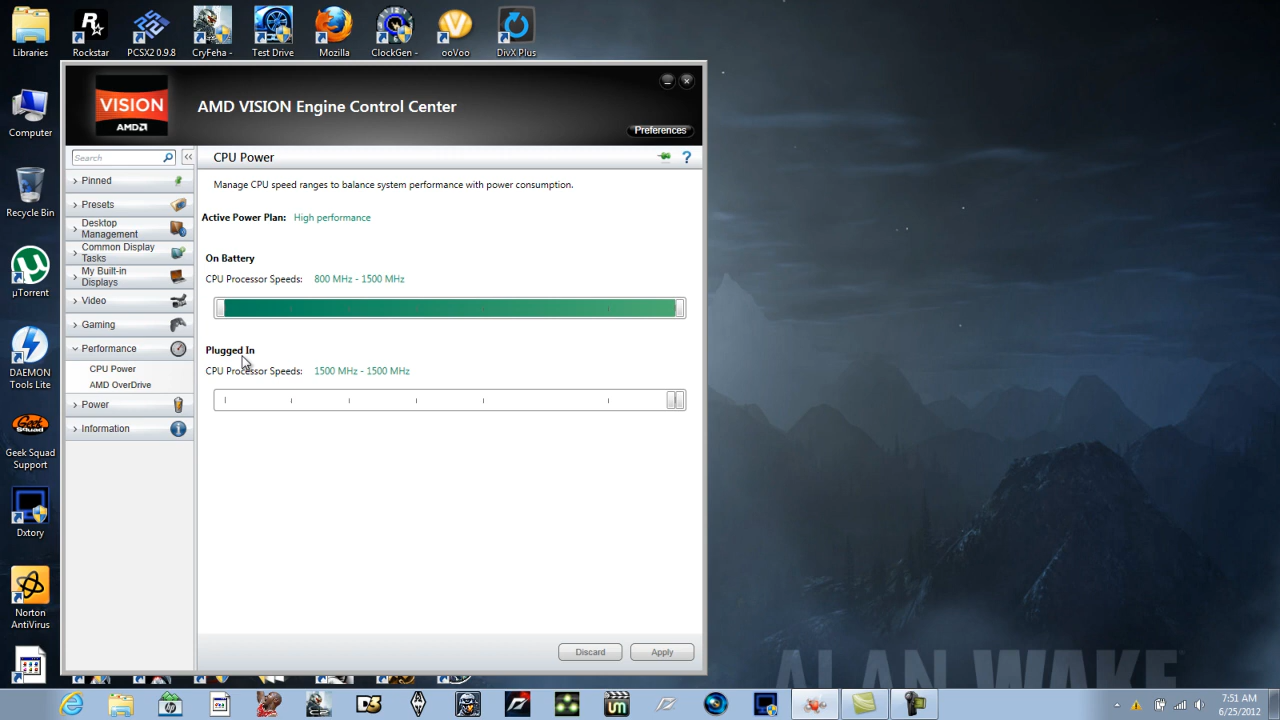 Libraries
Rockstar
PCSX2 0.9.8
CryFeha -
Test Drive
Mozilla
ClockGen -
ooVoo
DivX Plus
VISION
AMD
AMD VISION Engine Control Center
Preferences
Computer
Recycle Bin
µTorrent
DAEMON
Tools Lite
Geek
Squad
Geek Squad
Support
Dxtory
Norton
AntiVirus
Search
Pinned
Presets
Desktop
Management
Common Display
Tasks
My Built-in
Displays
Video
Gaming
Performance
CPU Power
AMD OverDrive
Power
Information
CPU Power
?
Manage CPU speed ranges to balance system performance with power consumption.
Active Power Plan: High performance
On Battery
CPU Processor Speeds: 800 MHz - 1500 MHz
Plugged In
CPU Processor Speeds: 1500 MHz - 1500 MHz
Discard
Apply
ALAN WAKE
D3
um
7:51 AM
6/25/2012